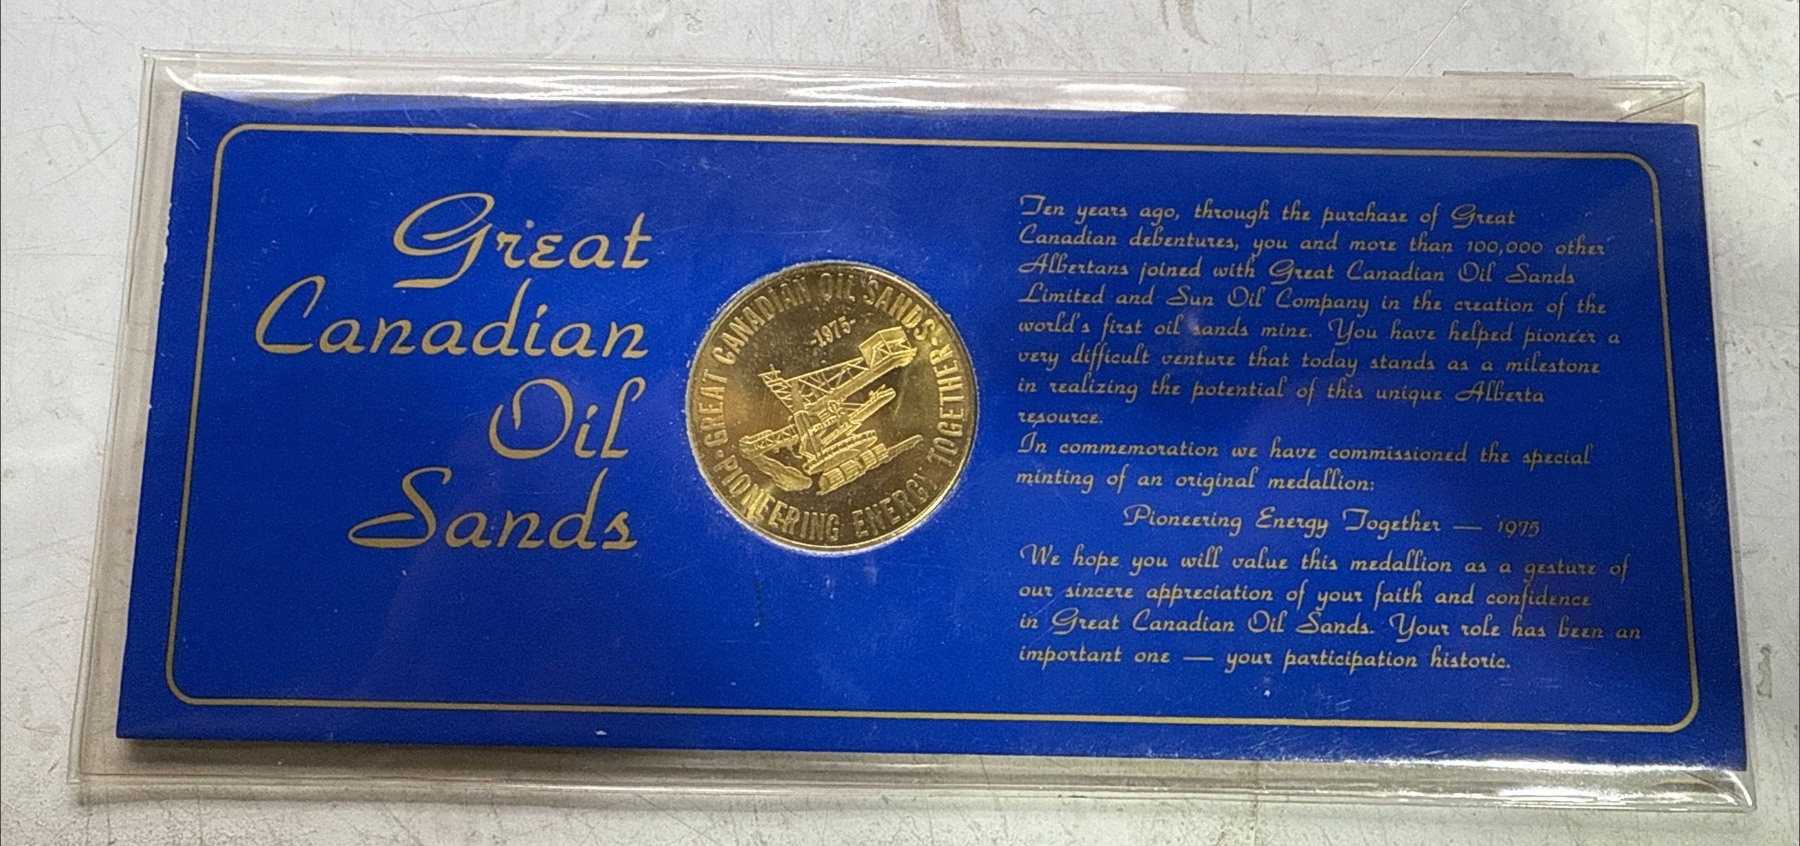 Great
Canadian
Oil
Sands
·GREAT CANADIAN OIL SANDS·
-1975-
PIONEERING ENERGY TOGETHER
Ten years ago, through the purchase of Great
Canadian debentures, you and more than 100,000 other
Albertans joined with Great Canadian Oil Sands
Limited and Sun Oil Company in the creation of the
world's first oil sands mine. You have helped pioneer a
very difficult venture that today stands as a milestone
in realizing the potential of this unique Alberta
resource.
In commemoration we have commissioned the special
minting of an original medallion:
Pioneering Energy Together — 1975
We hope you will value this medallion as a gesture of
our sincere appreciation of your faith and confidence
in Great Canadian Oil Sands. Your role has been an
important one — your participation historic.